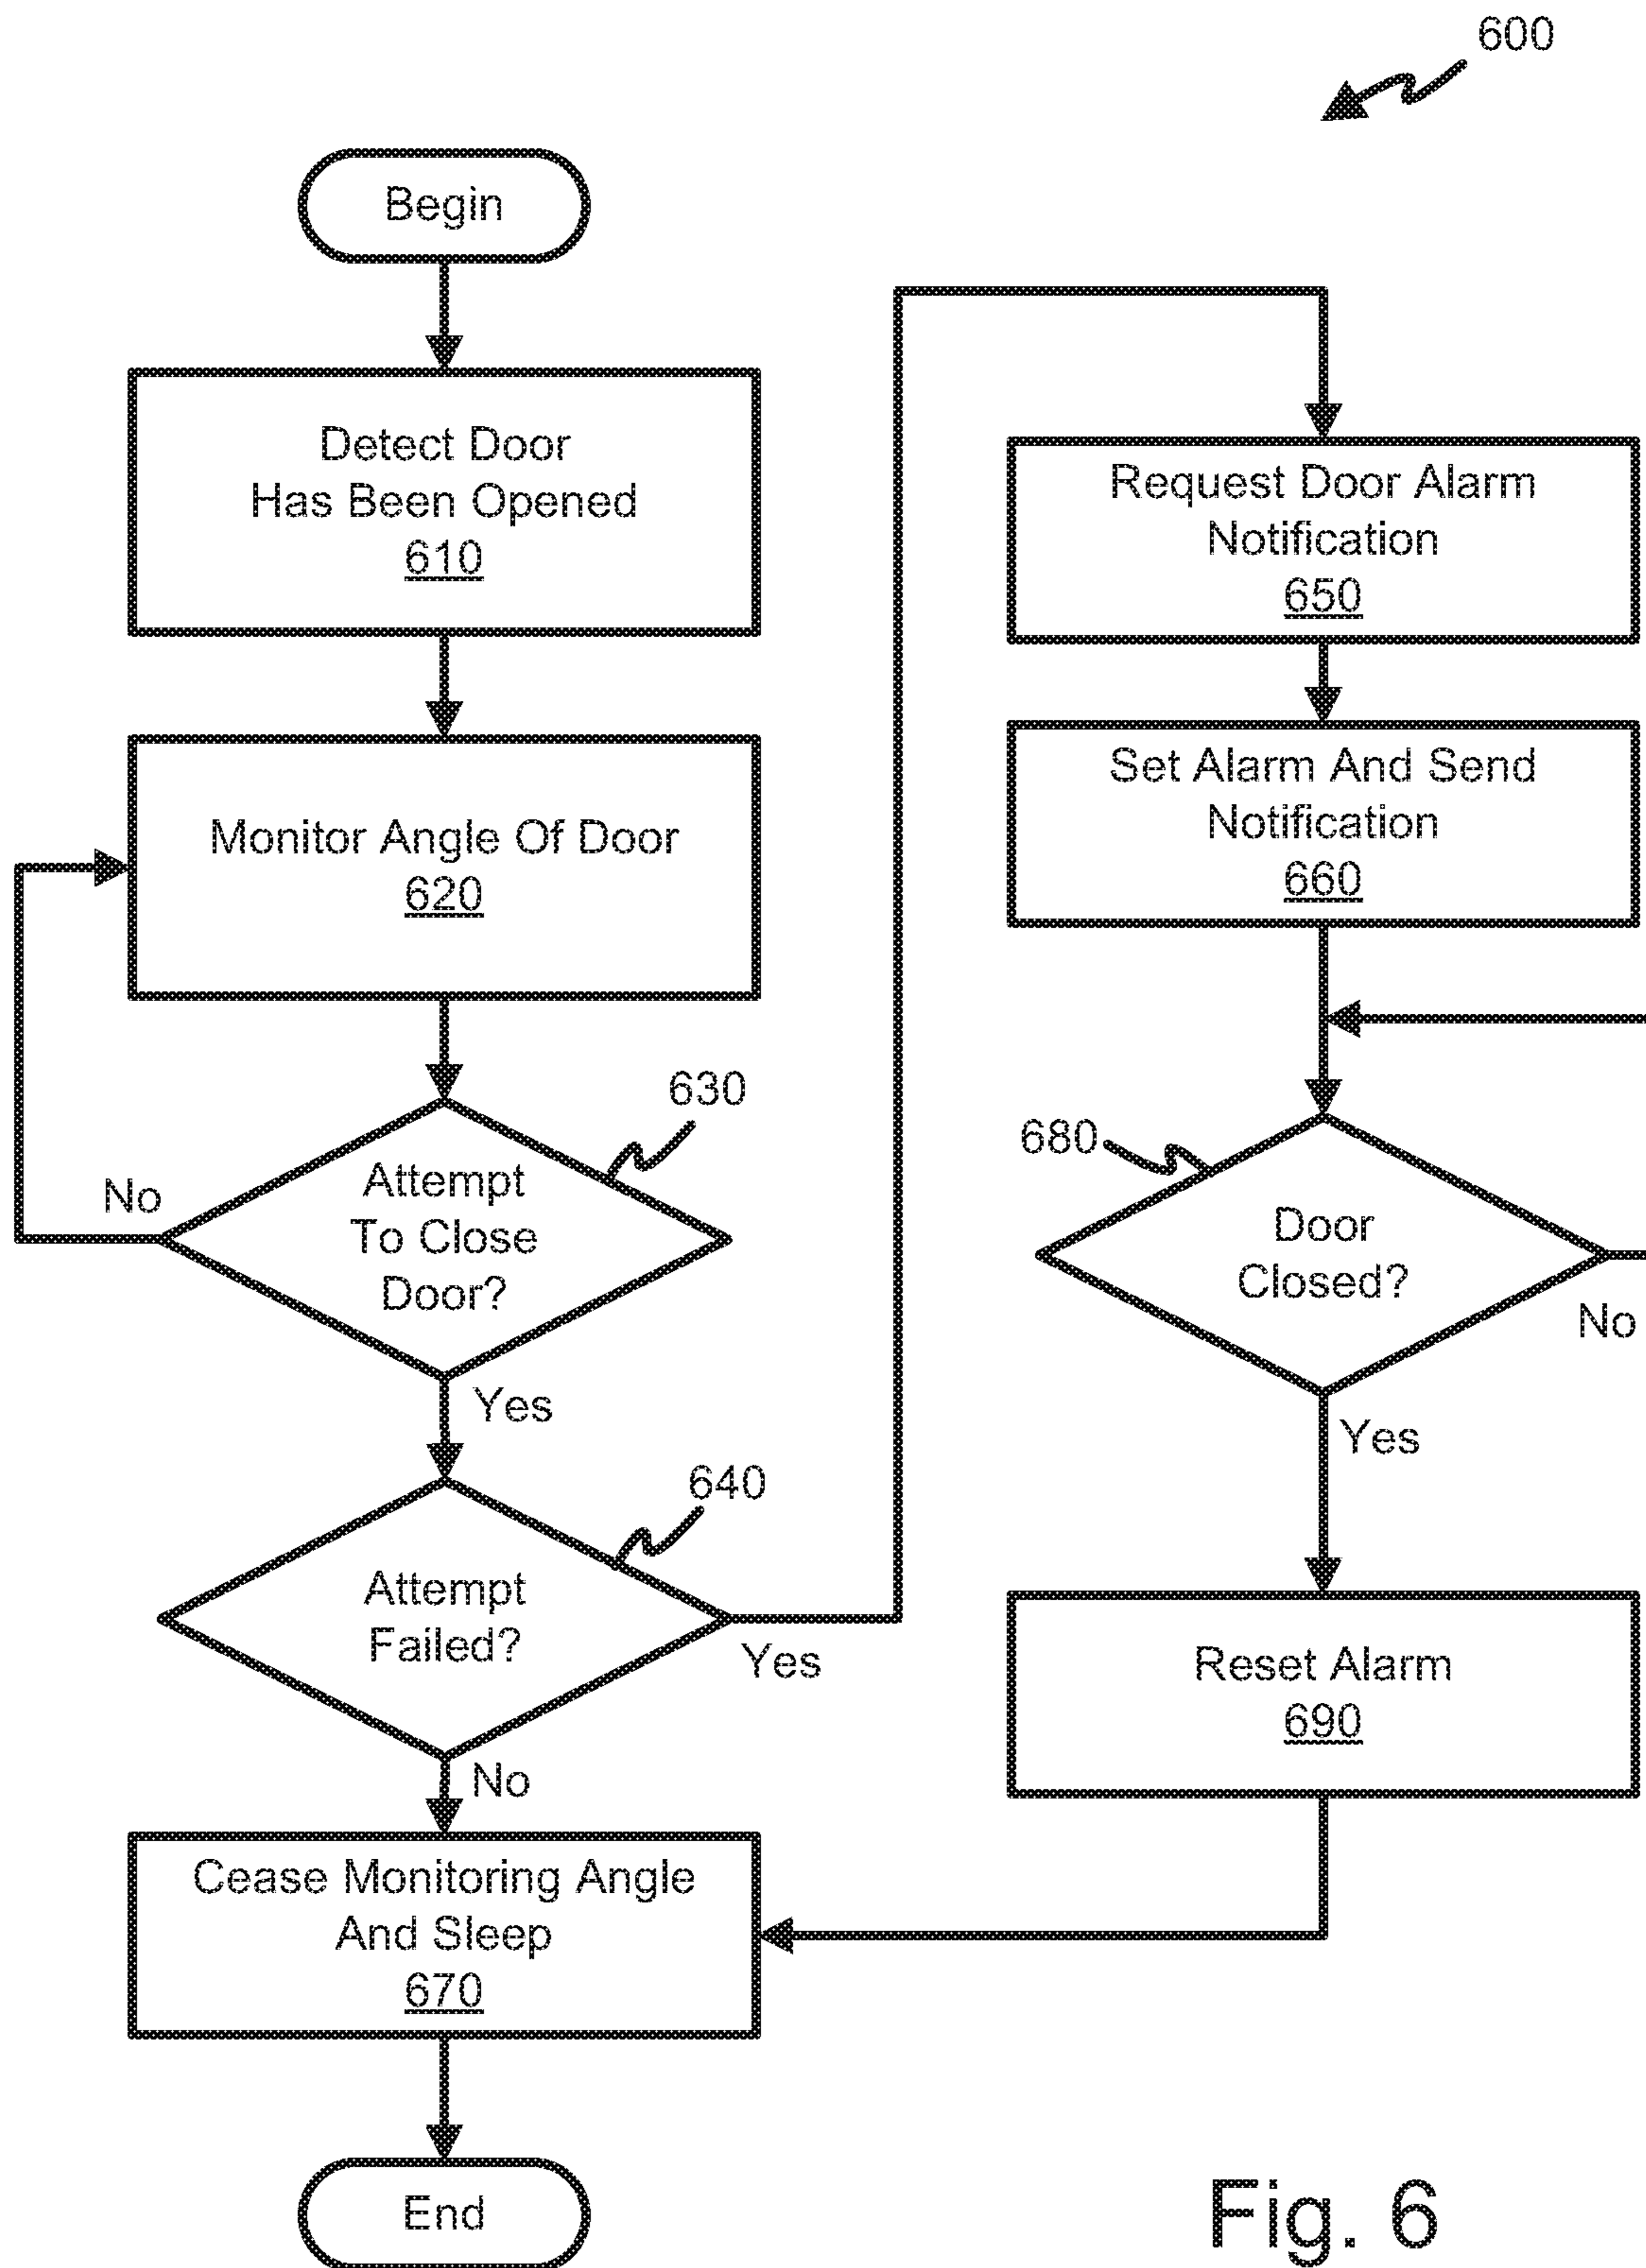 600
Begin
Detect Door
Has Been Opened
610
Monitor Angle Of Door
620
630
Attempt
To Close
Door?
No
Yes
640
Attempt
Failed?
Yes
No
Cease Monitoring Angle
And Sleep
670
End
Request Door Alarm
Notification
650
Set Alarm And Send
Notification
660
680
Door
Closed?
No
Yes
Reset Alarm
690
Fig. 6